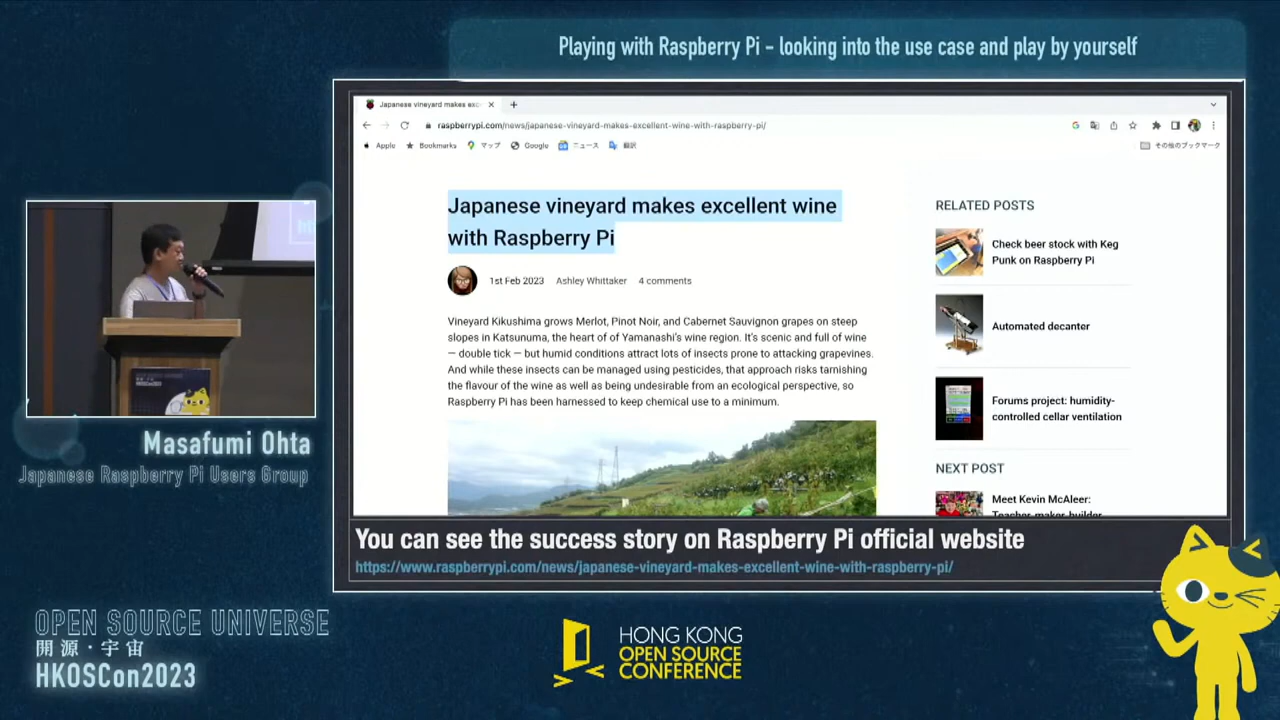 Playing with Raspberry Pi - looking into the use case and play by yourself
Japanese vineyard makes exc
raspberrypi.com/news/japanese-vineyard-makes-excellent-wine-with-raspberry-pi/
Apple Bookmarks マップ Google ニュース 翻訳 その他のブックマーク
Japanese vineyard makes excellent wine
with Raspberry Pi
1st Feb 2023 Ashley Whittaker 4 comments
Vineyard Kikushima grows Merlot, Pinot Noir, and Cabernet Sauvignon grapes on steep
slopes in Katsunuma, the heart of of Yamanashi's wine region. It's scenic and full of wine
— double tick — but humid conditions attract lots of insects prone to attacking grapevines.
And while these insects can be managed using pesticides, that approach risks tarnishing
the flavour of the wine as well as being undesirable from an ecological perspective, so
Raspberry Pi has been harnessed to keep chemical use to a minimum.
RELATED POSTS
Check beer stock with Keg
Punk on Raspberry Pi
Automated decanter
Forums project: humidity-
controlled cellar ventilation
NEXT POST
Meet Kevin McAleer:
Teacher, maker, builder
You can see the success story on Raspberry Pi official website
https://www.raspberrypi.com/news/japanese-vineyard-makes-excellent-wine-with-raspberry-pi/
Masafumi Ohta
Japanese Raspberry Pi Users Group
OPEN SOURCE UNIVERSE
開源·宇宙
HKOSCon2023
HONG KONG
OPEN SOURCE
CONFERENCE